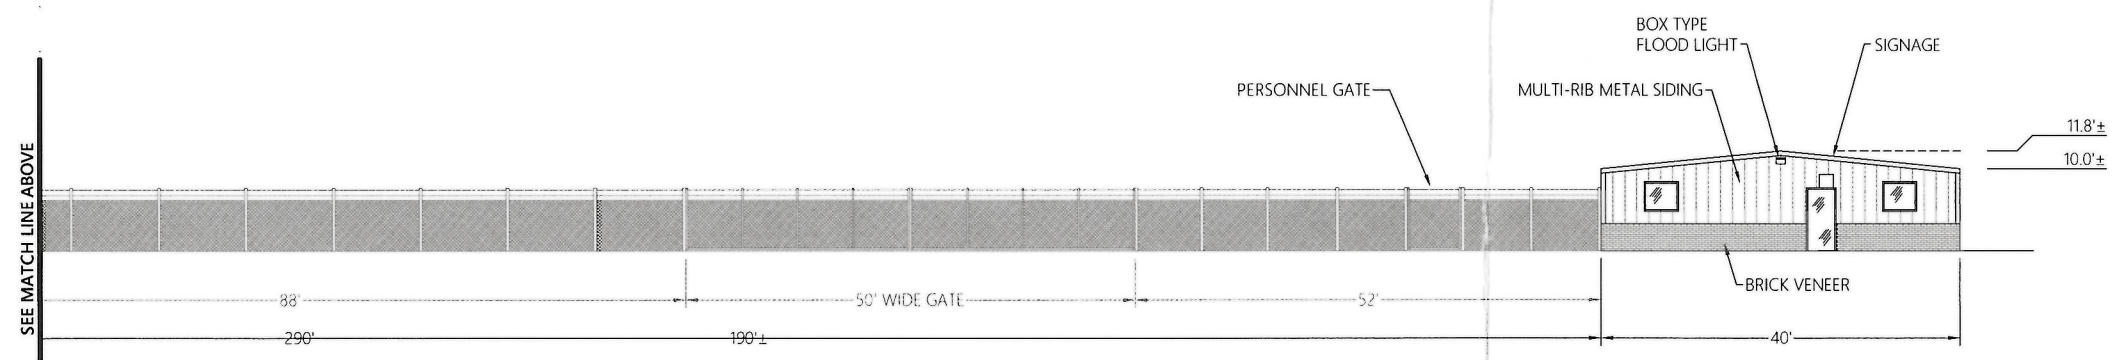 BOX TYPE
FLOOD LIGHT
SIGNAGE
PERSONNEL GATE
MULTI-RIB METAL SIDING
11.8'±
10.0'±
SEE MATCH LINE ABOVE
BRICK VENEER
88'
50' WIDE GATE
52'
290'
190'±
40'